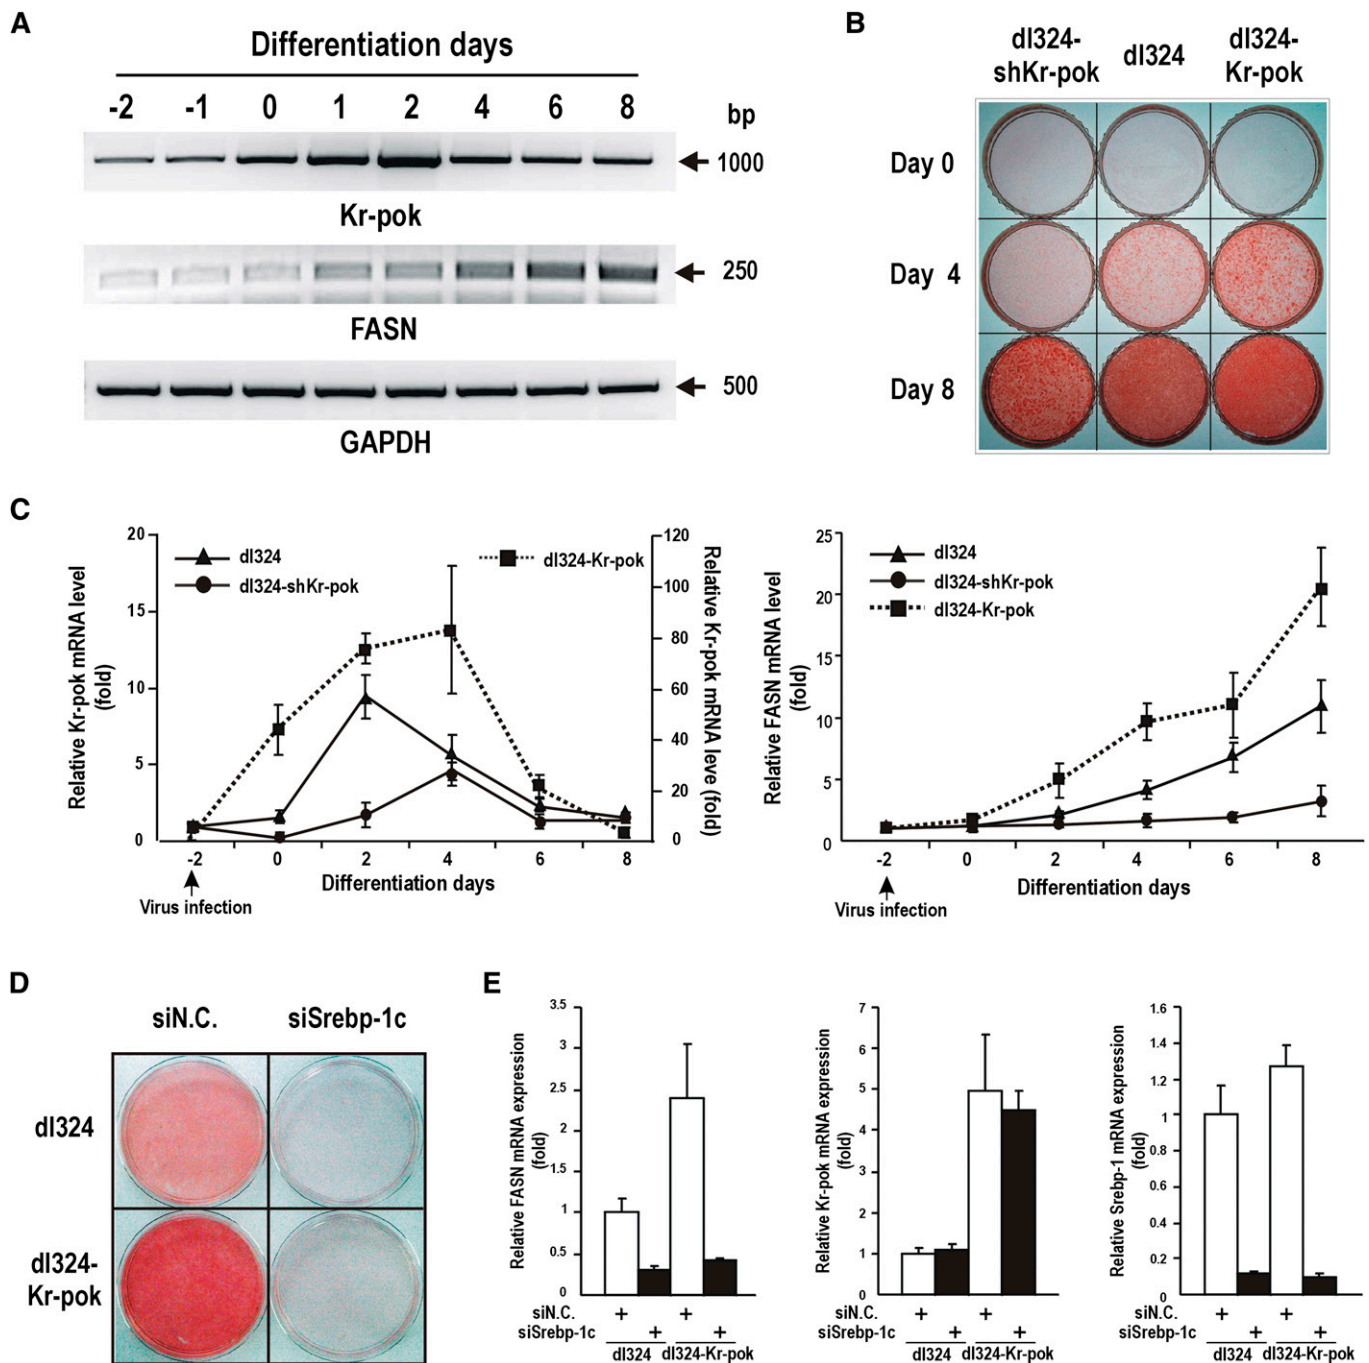 A
Differentiation days
-2 -1 0 1 2 4 6 8 bp
1000
Kr-pok
250
FASN
500
GAPDH
B
dl324-
shKr-pok
dl324
dl324-
Kr-pok
Day 0
Day 4
Day 8
C
Relative Kr-pok mRNA level
(fold)
20
15
10
5
0
dl324
dl324-shKr-pok
dl324-Kr-pok
120
100
80
60
40
20
0
Relative Kr-pok mRNA leve (fold)
-2 0 2 4 6 8
Differentiation days
Virus infection
Relative FASN mRNA level
(fold)
25
20
15
10
5
0
dl324
dl324-shKr-pok
dl324-Kr-pok
-2 0 2 4 6 8
Differentiation days
Virus infection
D
siN.C. siSrebp-1c
dl324
dl324-
Kr-pok
E
Relative FASN mRNA expression
(fold)
3.5
3
2.5
2
1.5
1
0.5
0
siN.C. + +
siSrebp-1c + +
dl324 dl324-Kr-pok
Relative Kr-pok mRNA expression
(fold)
7
6
5
4
3
2
1
0
siN.C. + +
siSrebp-1c + +
dl324 dl324-Kr-pok
Relative Srebp-1 mRNA expression
(fold)
1.6
1.4
1.2
1
0.8
0.6
0.4
0.2
0
siN.C. + +
siSrebp-1c + +
dl324 dl324-Kr-pok